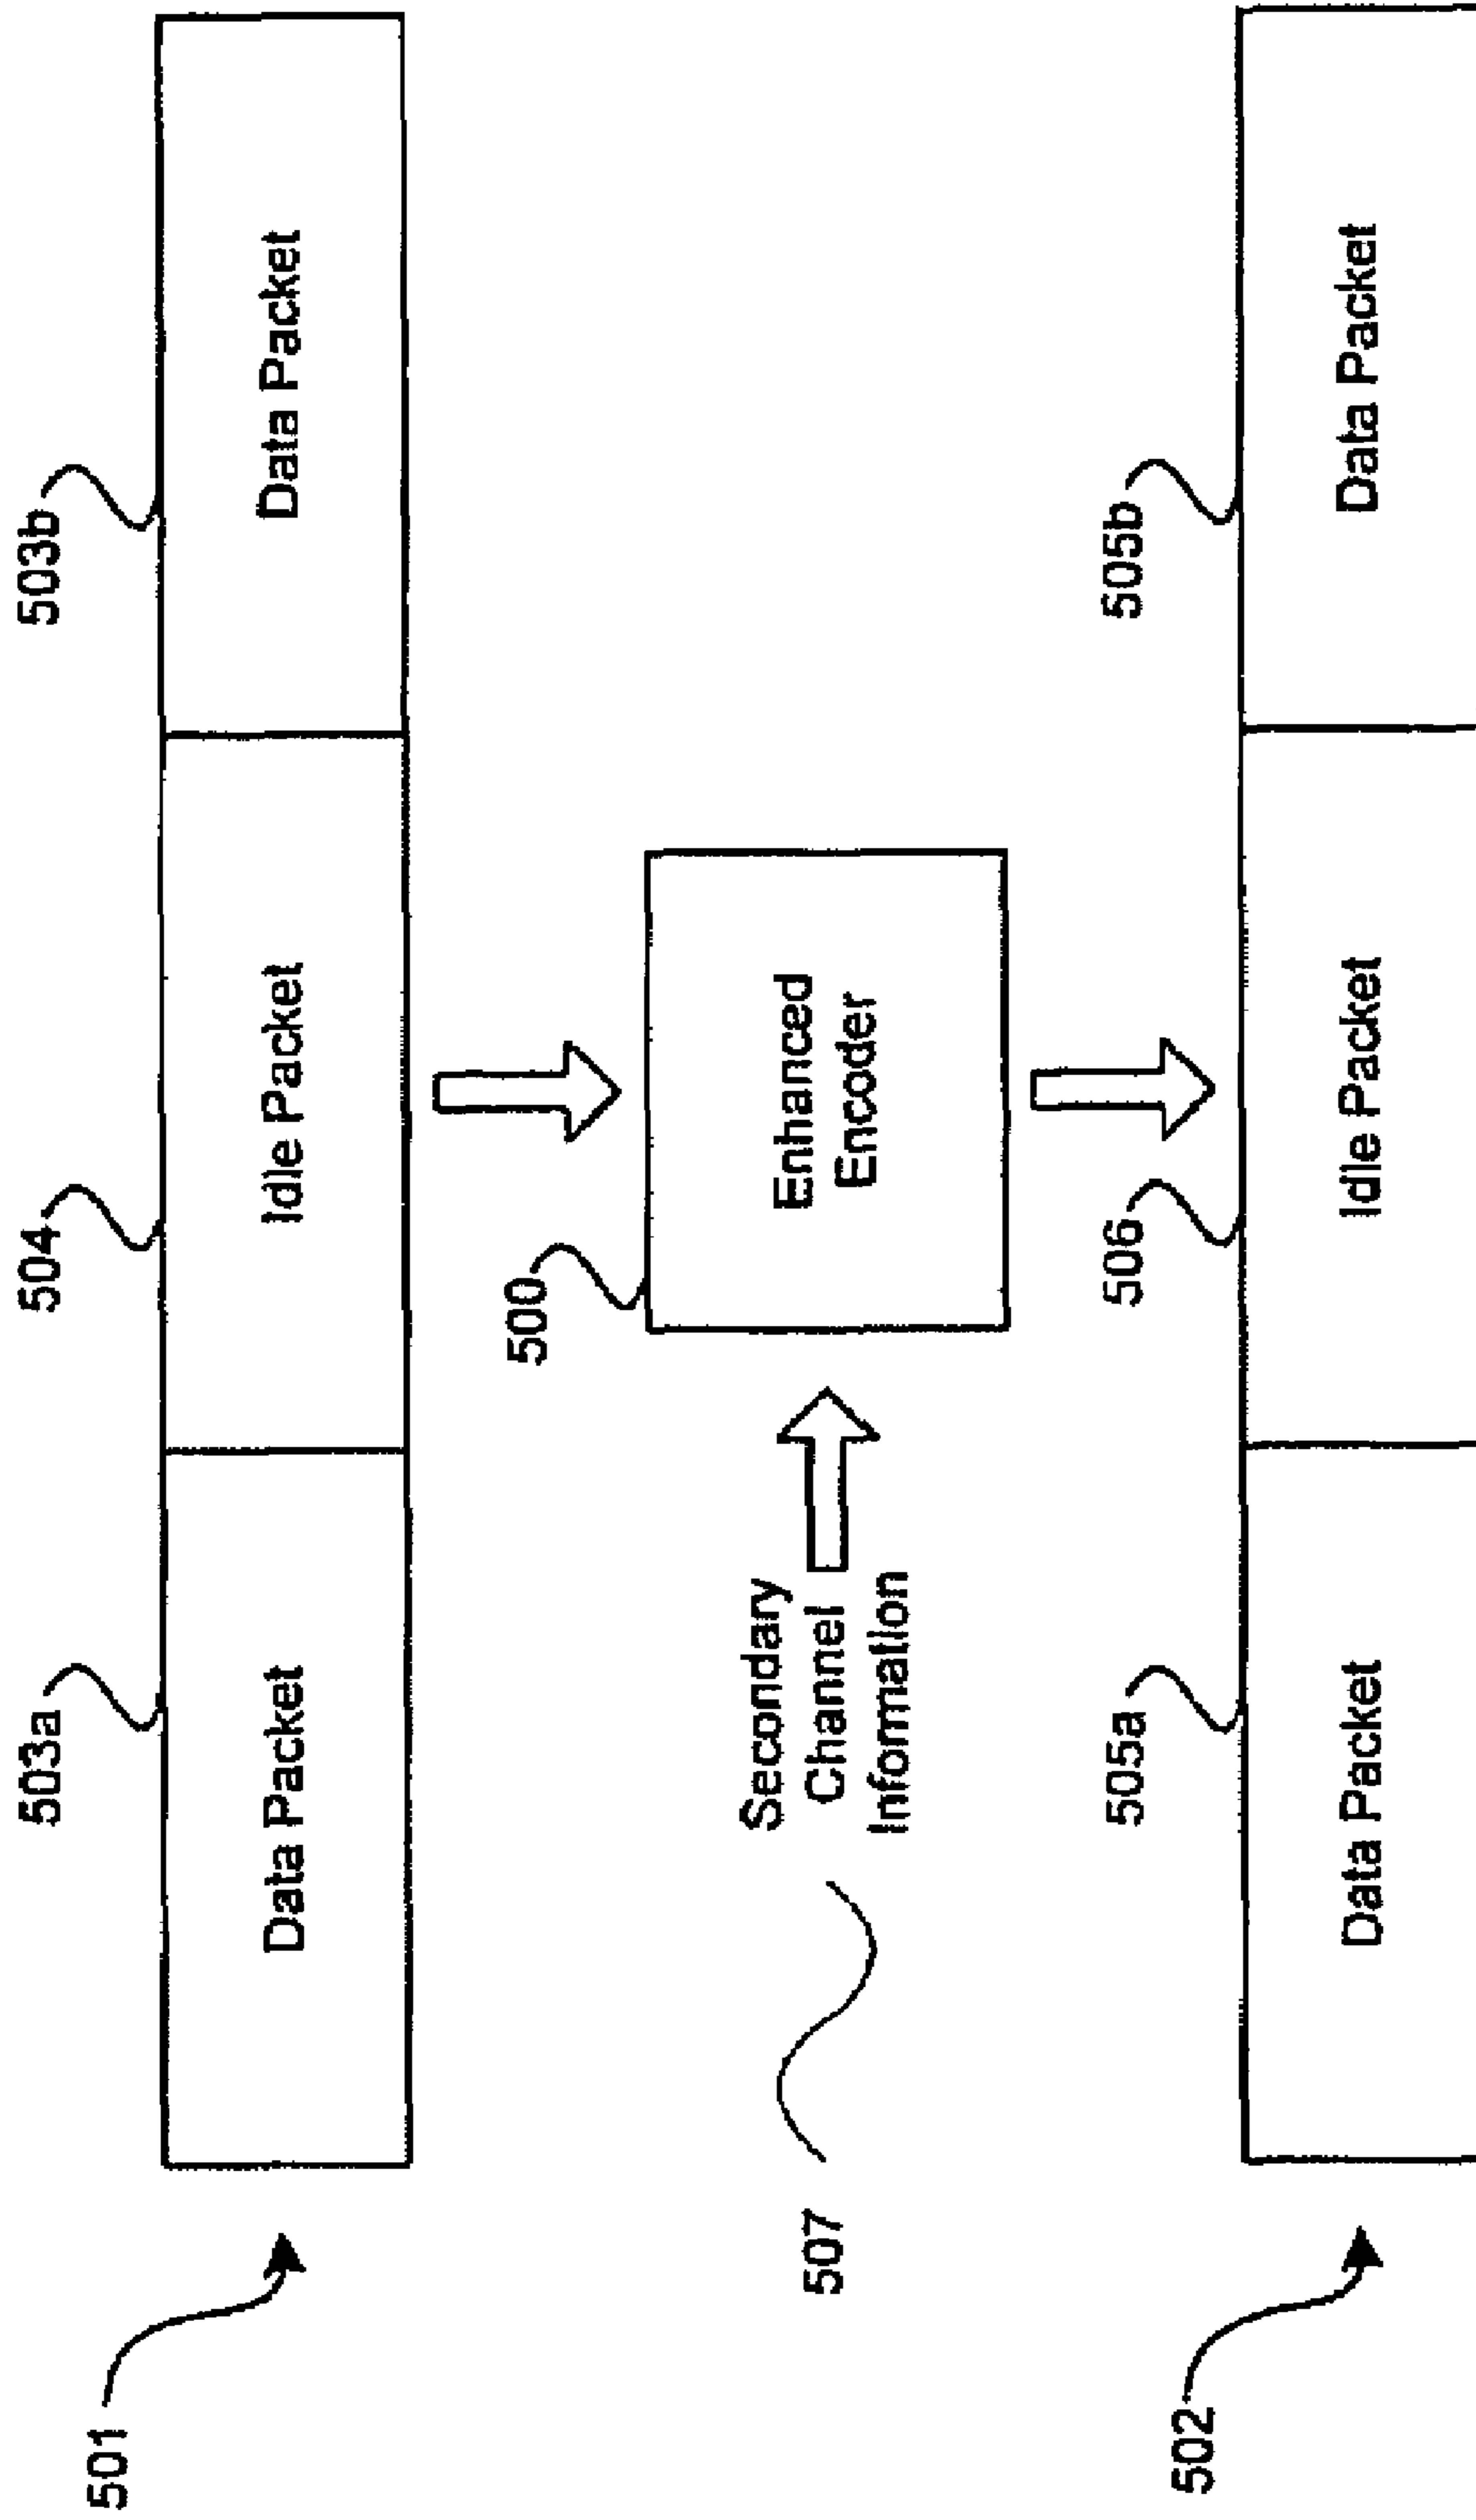 503a
504
503b
501
Data Packet
Idle Packet
Data Packet
500
507
Secondary
Channel
Information
Enhanced
Encoder
505a
506
505b
502
Data Packet
Idle Packet
Data Packet